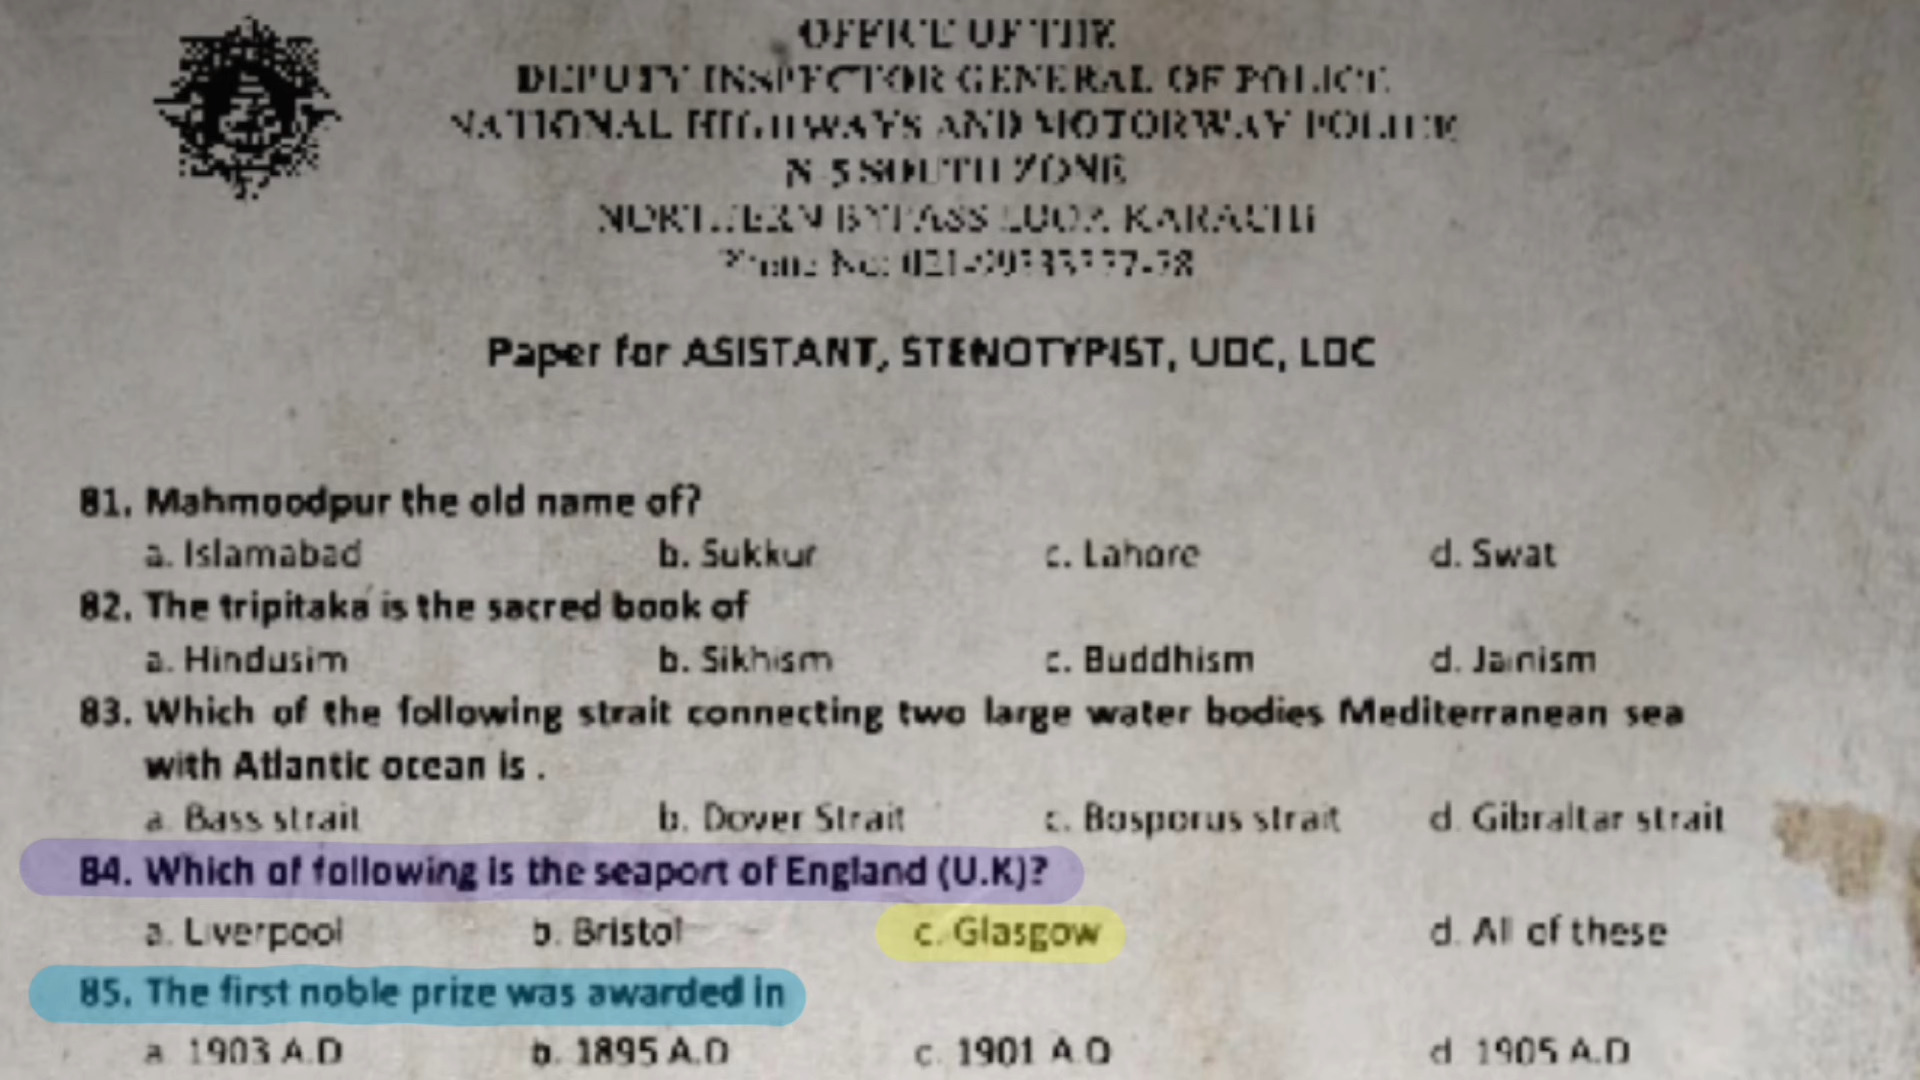 OFFICE OF THE
DEPUTY INSPECTOR GENERAL OF POLICE
NATIONAL HIGHWAYS AND MOTORWAY POLICE
N-5 SOUTH ZONE
NORTHERN BYPASS KARACHI
Phone No: 
Paper for ASISTANT, STENOTYPIST, UDC, LDC
81. Mahmoodpur the old name of?
a. Islamabad b. Sukkur c. Lahore d. Swat
82. The tripitaka is the sacred book of
a. Hindusim b. Sikhism c. Buddhism d. Jainism
83. Which of the following strait connecting two large water bodies Mediterranean sea
with Atlantic ocean is .
a. Bass strait b. Dover Strait c. Bosporus strait d. Gibraltar strait
84. Which of following is the seaport of England (U.K)?
a. Liverpool b. Bristol c. Glasgow d. All of these
85. The first noble prize was awarded in
a. 1903 A.D b. 1895 A.D c. 1901 A.D d. 1905 A.D